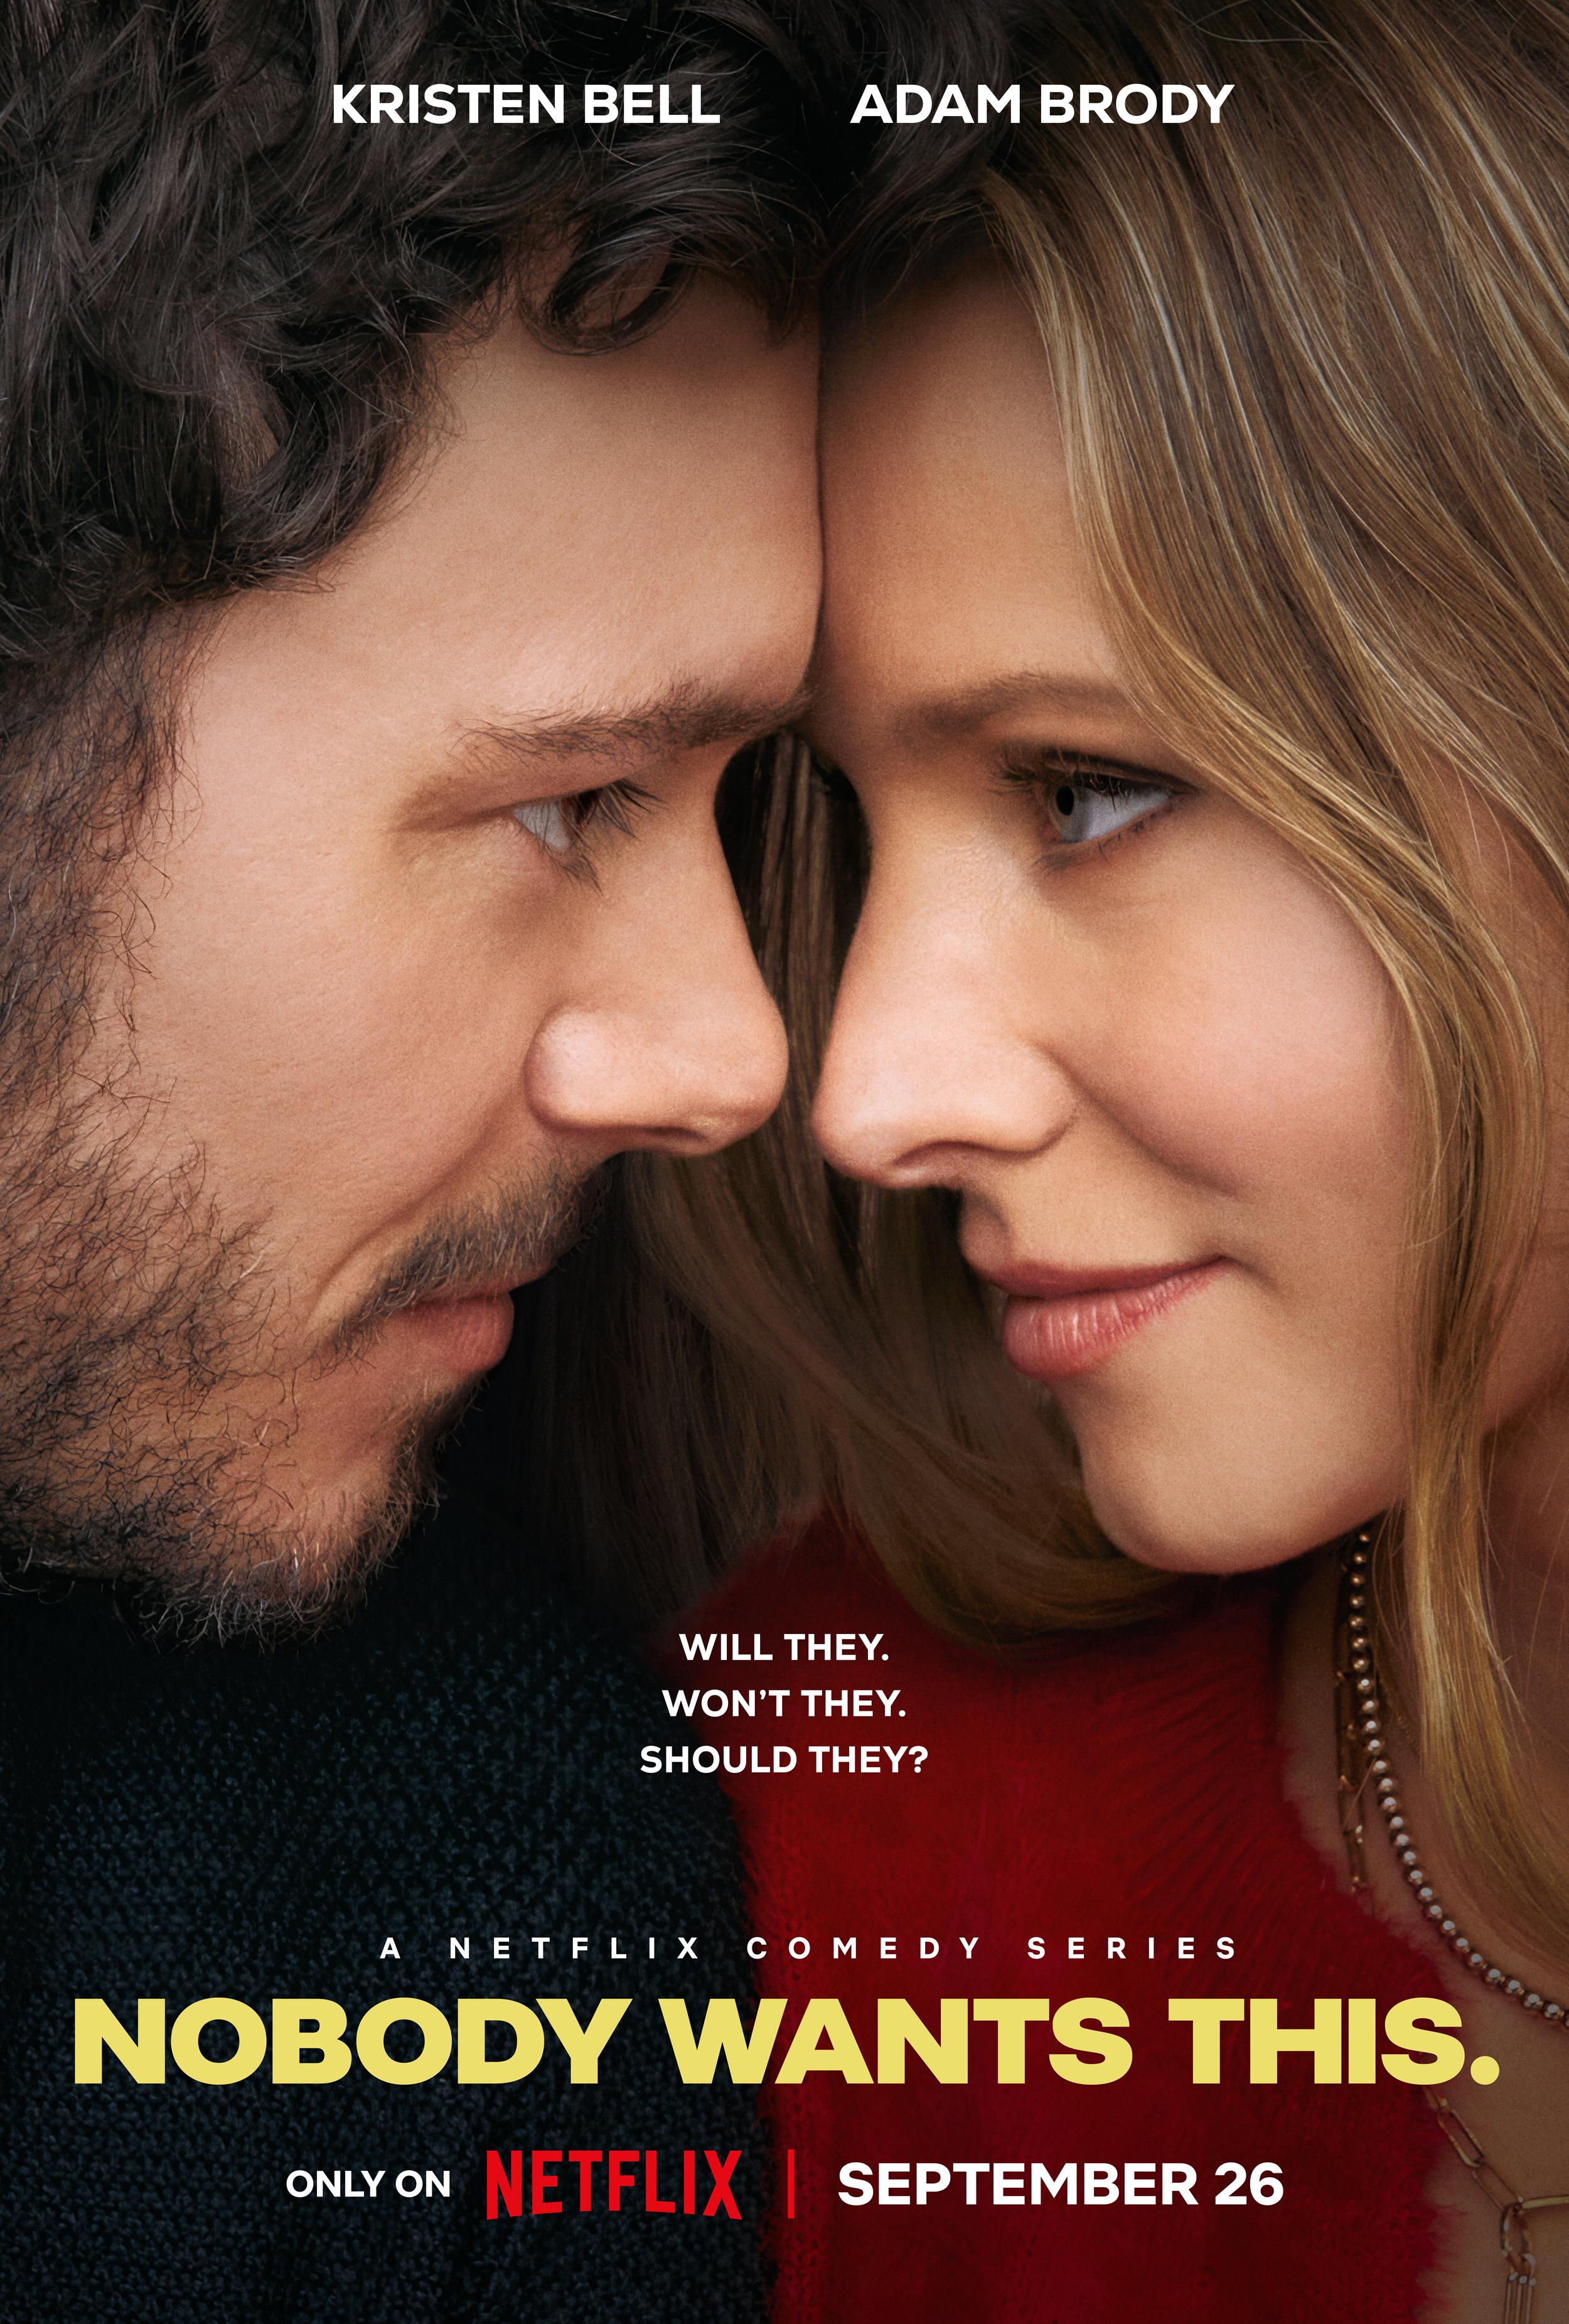 KRISTEN BELL ADAM BRODY
WILL THEY.
WON'T THEY.
SHOULD THEY?
A NETFLIX COMEDY SERIES
NOBODY WANTS THIS.
ONLY ON NETFLIX | SEPTEMBER 26